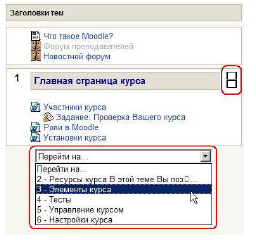 Заголовки тем
Что такое Moodle?
Форум преподавателей
Новостной форум
1 Главная страница курса
Участники курса
Задание: Проверка Вашего курса
Роли в Moodle
Установки курса
Перейти на...
Перейти на...
2 - Ресурсы курса В этой теме Вы поз...
3 - Элементы курса
4 - Тесты
5 - Управление курсом
6 - Настройки курса